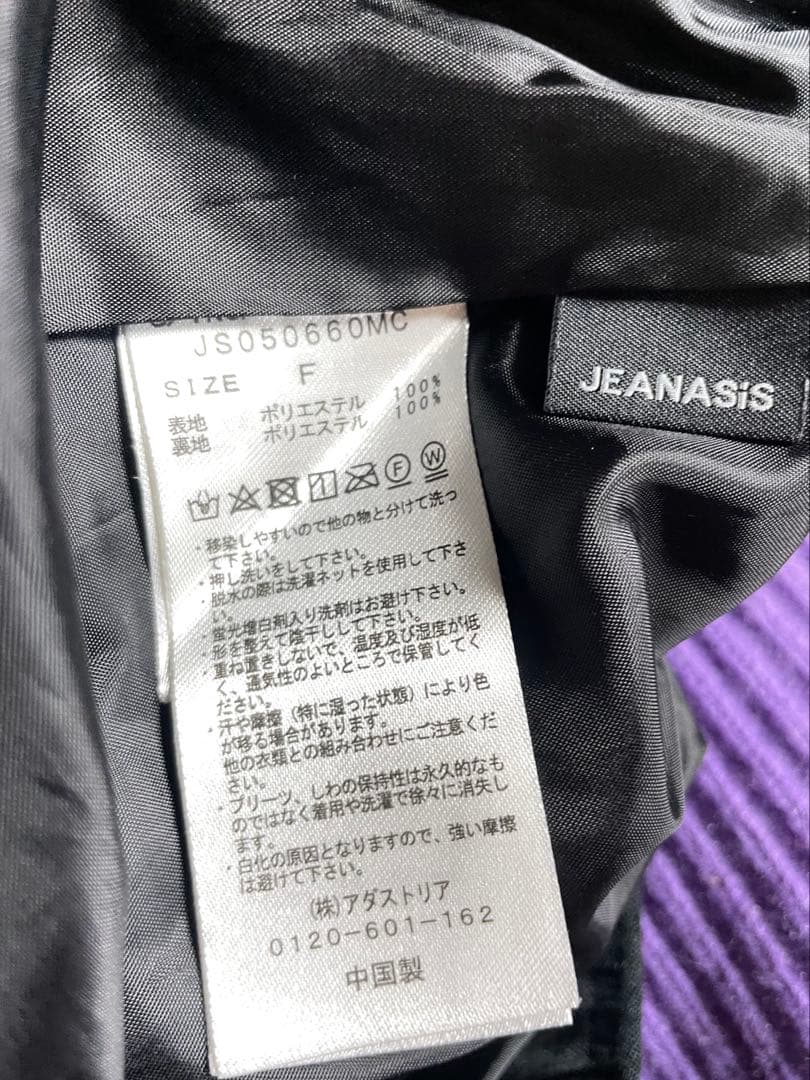 JS050660MC
SIZE F
表地 ポリエステル 100%
裏地 ポリエステル 100%
F W
・移染しやすいので他の物と分けて洗っ
て下さい。
・押し洗いをして下さい。
・脱水の際は洗濯ネットを使用して下さ
い。
・蛍光増白剤入り洗剤はお避け下さい。
・形を整えて陰干しして下さい。
・重ね置きしないで、温度及び湿度が低
く、通気性のよいところで保管してく
ださい。
・汗や摩擦（特に湿った状態）により色
が移る場合があります。
他の衣類との組み合わせにご注意くだ
さい。
・プリーツ、しわの保持性は永久的なも
のではなく着用や洗濯で徐々に消失し
ます。
・白化の原因となりますので、強い摩擦
は避けて下さい。
(株)アダストリア
0120-601-162
中国製
JEANASiS